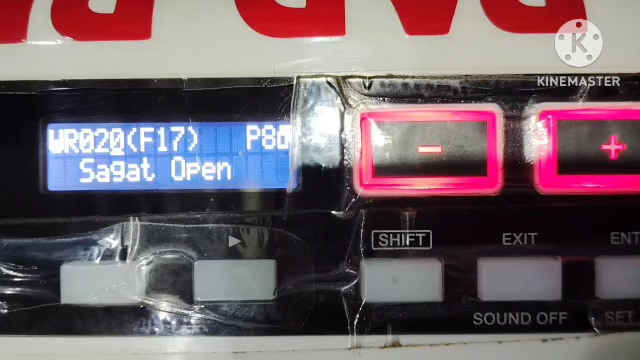 KINEMASTER
WR020(F17) P80
Sagat Open
SHIFT
EXIT
SOUND OFF